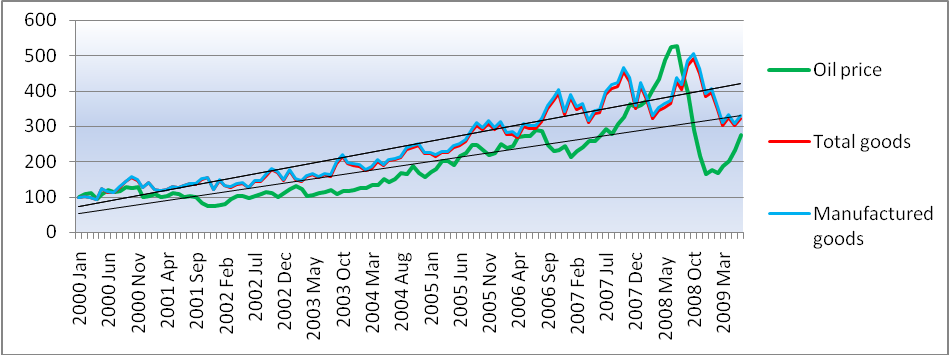 600
500
400
300
200
100
0
2000 Jan
2000 Jun
2000 Nov
2001 Apr
2001 Sep
2002 Feb
2002 Jul
2002 Dec
2003 May
2003 Oct
2004 Mar
2004 Aug
2005 Jan
2005 Jun
2005 Nov
2006 Apr
2006 Sep
2007 Feb
2007 Jul
2007 Dec
2008 May
2008 Oct
2009 Mar
Oil price
Total goods
Manufactured
goods